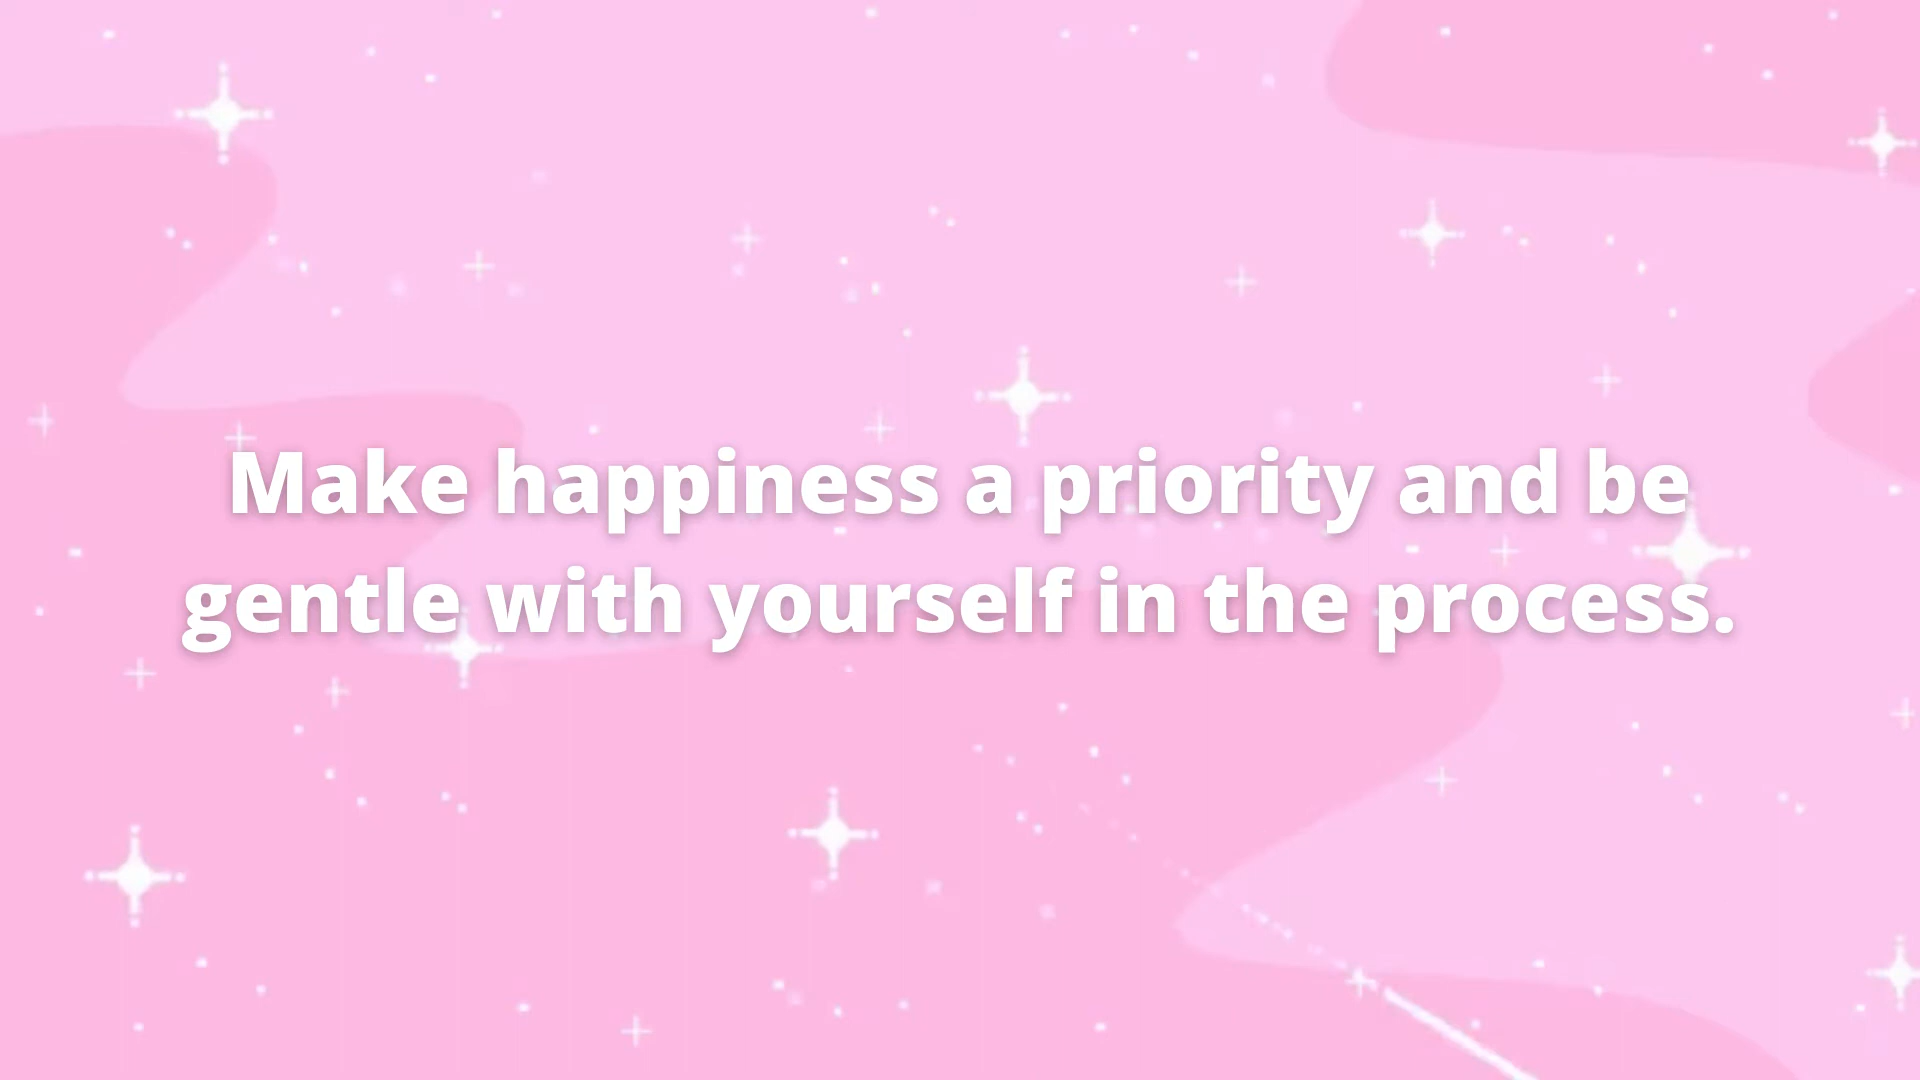 Make happiness a priority and be
gentle with yourself in the process.